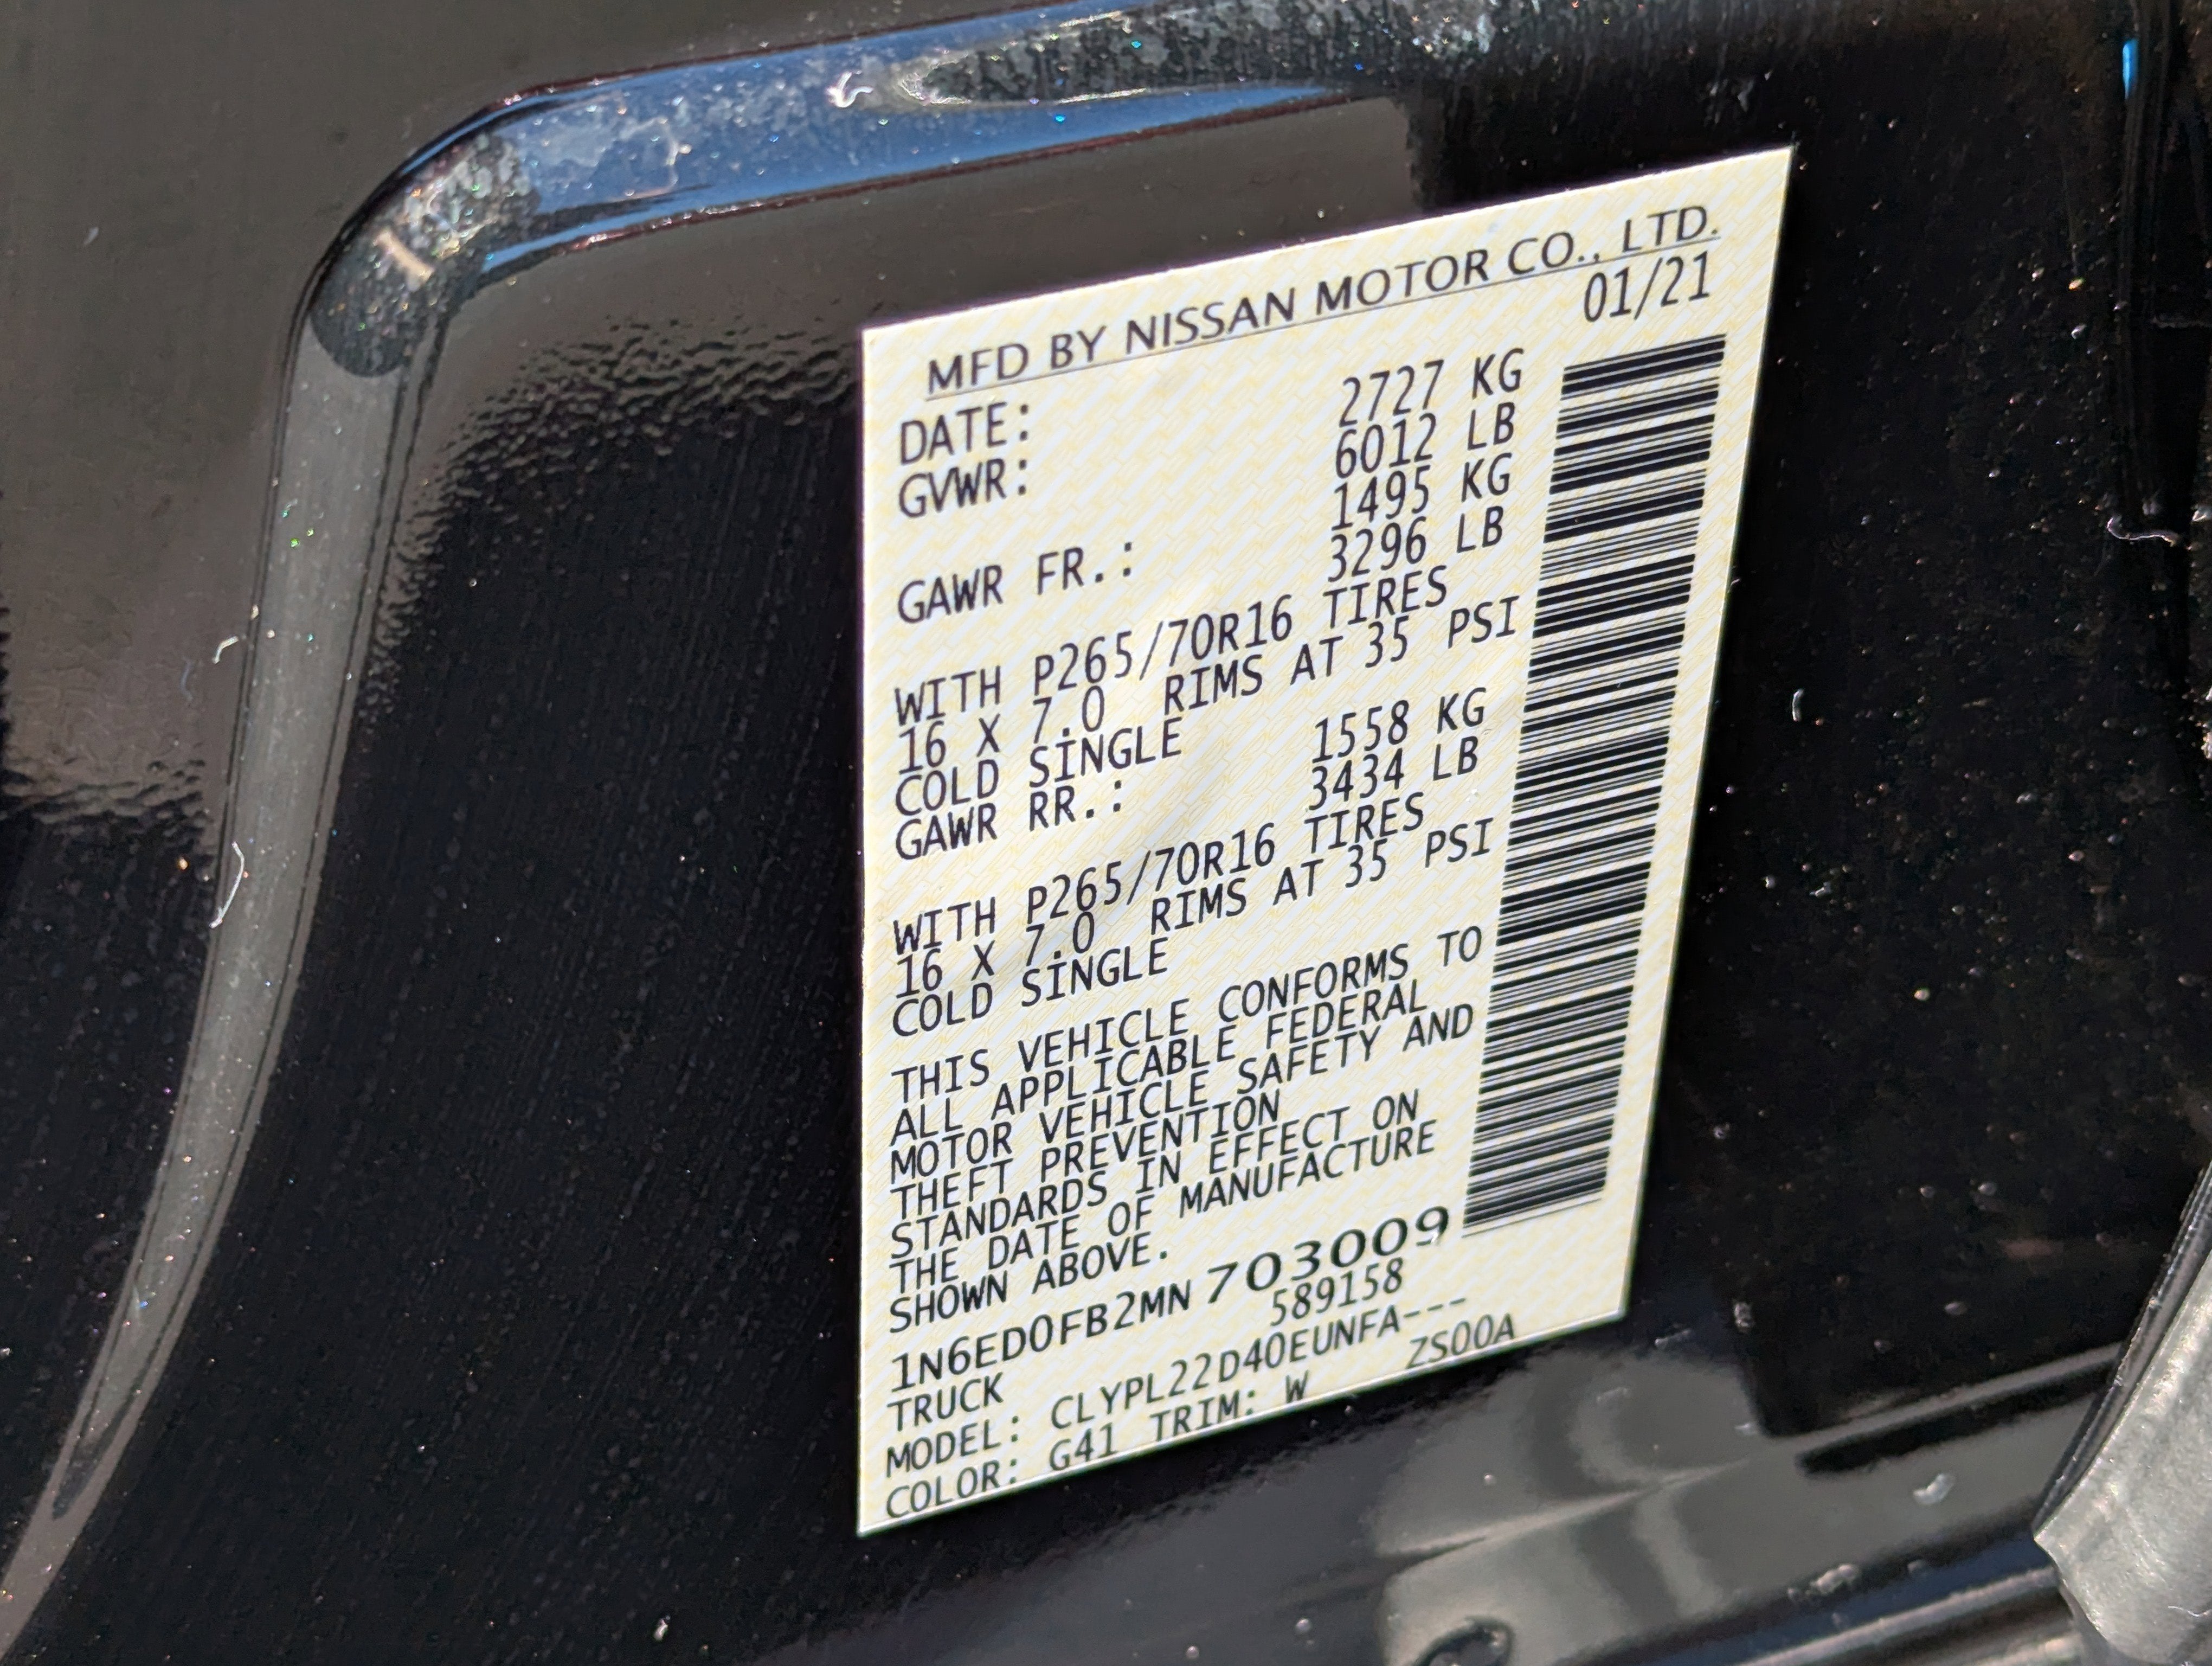 MFD BY NISSAN MOTOR CO., LTD.
DATE: 01/21
GVWR: 2727 KG
6012 LB
GAWR FR.: 1495 KG
3296 LB
WITH P265/70R16 TIRES
16 X 7.0 RIMS AT 35 PSI
COLD SINGLE
GAWR RR.: 1558 KG
3434 LB
WITH P265/70R16 TIRES
16 X 7.0 RIMS AT 35 PSI
COLD SINGLE
THIS VEHICLE CONFORMS TO
ALL APPLICABLE FEDERAL
MOTOR VEHICLE SAFETY AND
THEFT PREVENTION
STANDARDS IN EFFECT ON
THE DATE OF MANUFACTURE
SHOWN ABOVE.
1N6ED0FB2MN 703009
TRUCK 589158
MODEL: CLYPL22D40EUNFA---
COLOR: G41 TRIM: W ZS00A